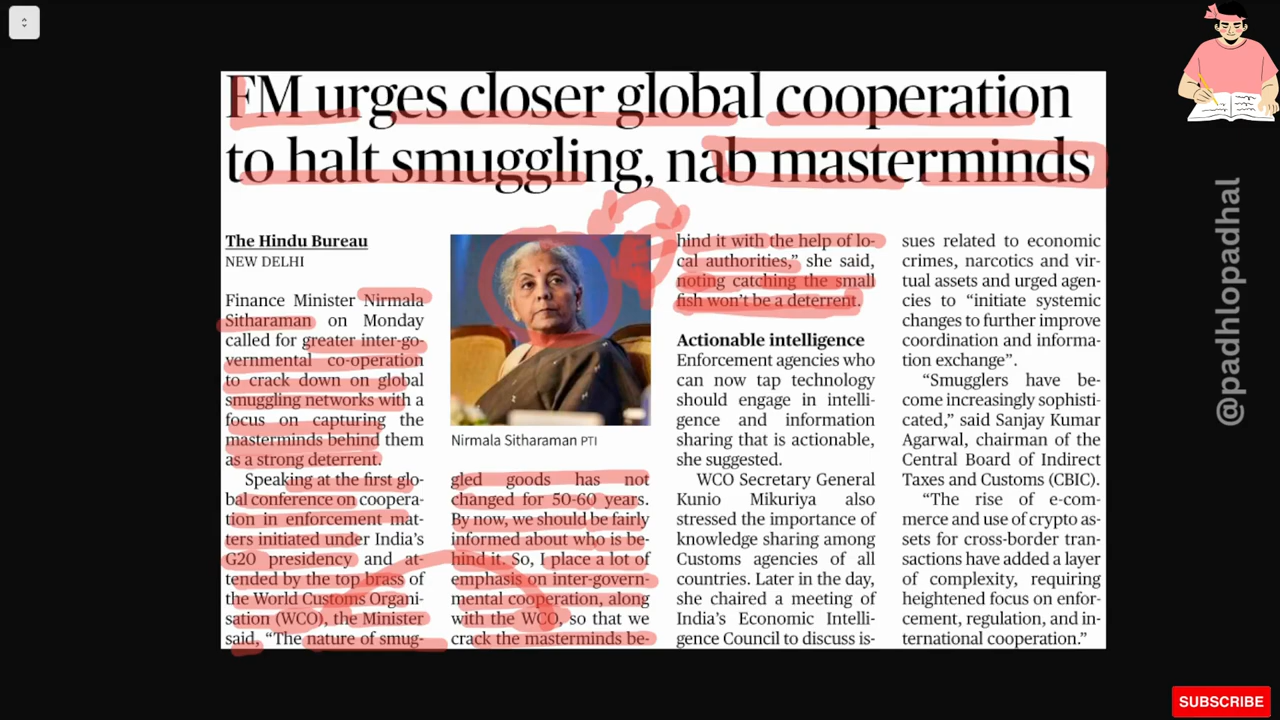 FM urges closer global cooperation
to halt smuggling, nab masterminds
The Hindu Bureau
NEW DELHI
Finance Minister Nirmala
Sitharaman on Monday
called for greater inter-go-
vernmental co-operation
to crack down on global
smuggling networks with a
focus on capturing the
masterminds behind them
as a strong deterrent.
Speaking at the first glo-
bal conference on coopera-
tion in enforcement mat-
ters initiated under India’s
G20 presidency and at-
tended by the top brass of
the World Customs Organi-
sation (WCO), the Minister
said, “The nature of smug-
Nirmala Sitharaman PTI
gled goods has not
changed for 50-60 years.
By now, we should be fairly
informed about who is be-
hind it. So, I place a lot of
emphasis on inter-govern-
mental cooperation, along
with the WCO, so that we
crack the masterminds be-
hind it with the help of lo-
cal authorities,” she said,
noting catching the small
fish won’t be a deterrent.
Actionable intelligence
Enforcement agencies who
can now tap technology
should engage in intelli-
gence and information
sharing that is actionable,
she suggested.
WCO Secretary General
Kunio Mikuriya also
stressed the importance of
knowledge sharing among
Customs agencies of all
countries. Later in the day,
she chaired a meeting of
India’s Economic Intelli-
gence Council to discuss is-
sues related to economic
crimes, narcotics and vir-
tual assets and urged agen-
cies to “initiate systemic
changes to further improve
coordination and informa-
tion exchange”.
“Smugglers have be-
come increasingly sophisti-
cated,” said Sanjay Kumar
Agarwal, chairman of the
Central Board of Indirect
Taxes and Customs (CBIC).
“The rise of e-com-
merce and use of crypto as-
sets for cross-border tran-
sactions have added a layer
of complexity, requiring
heightened focus on enfor-
cement, regulation, and in-
ternational cooperation.”
@padhlopadhal
SUBSCRIBE